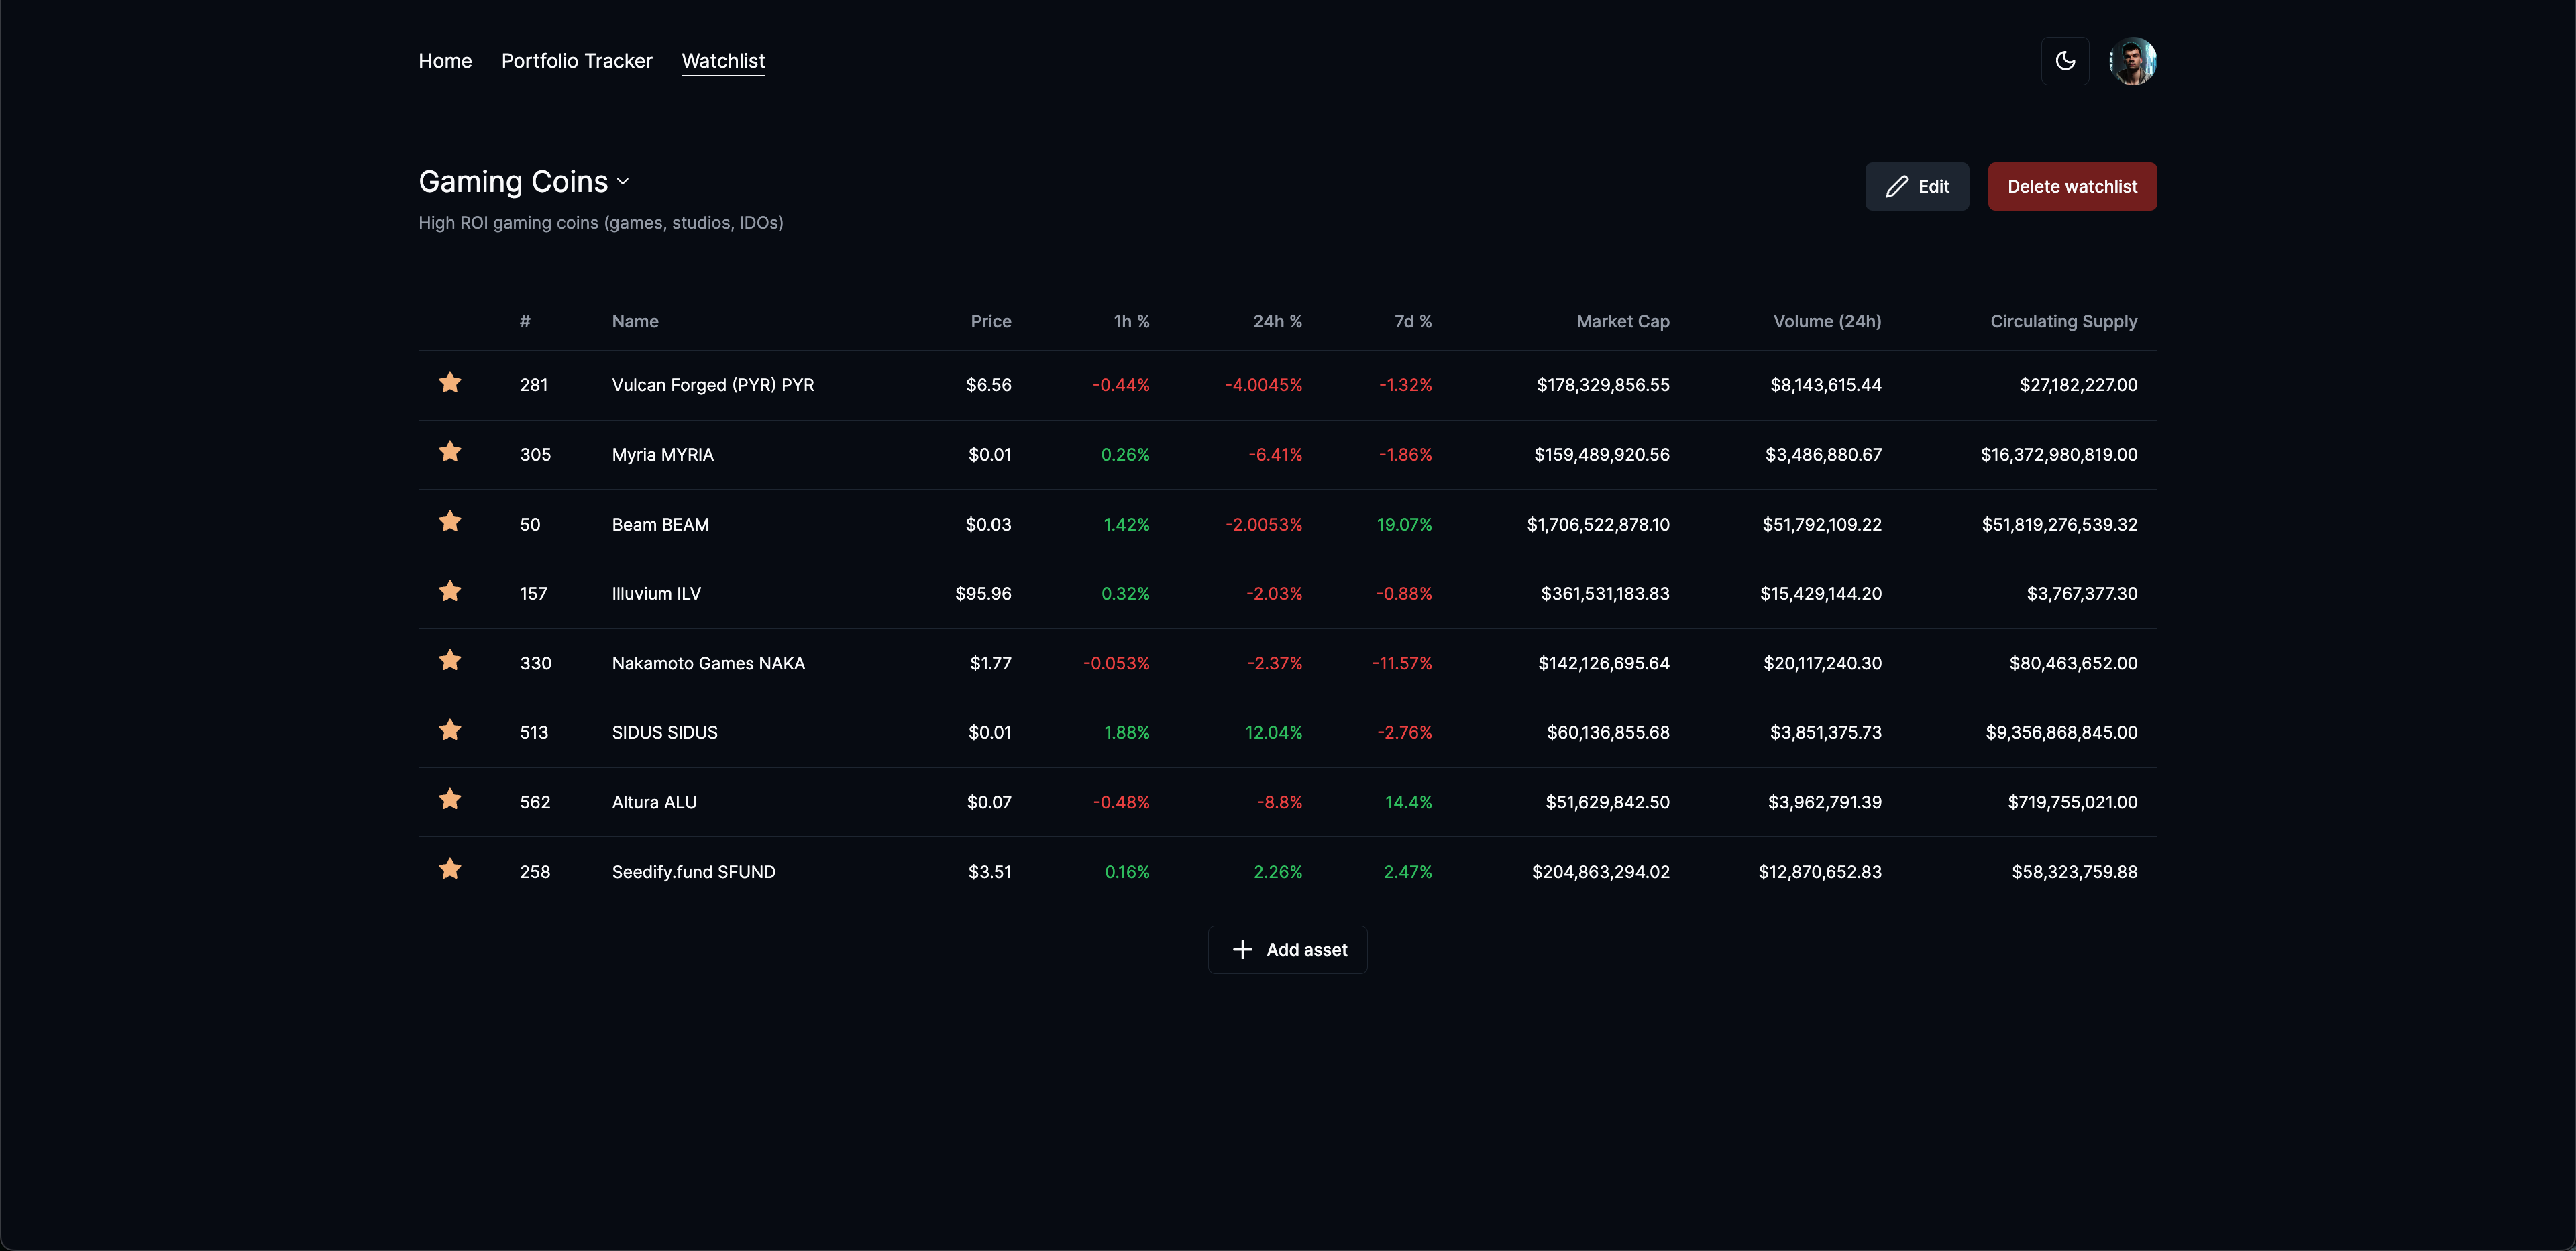 Home Portfolio Tracker Watchlist
Gaming Coins
Edit Delete watchlist
High ROI gaming coins (games, studios, IDOs)
# Name Price 1h % 24h % 7d % Market Cap Volume (24h) Circulating Supply
281 Vulcan Forged (PYR) PYR $6.56 -0.44% -4.0045% -1.32% $178,329,856.55 $8,143,615.44 $27,182,227.00
305 Myria MYRIA $0.01 0.26% -6.41% -1.86% $159,489,920.56 $3,486,880.67 $16,372,980,819.00
50 Beam BEAM $0.03 1.42% -2.0053% 19.07% $1,706,522,878.10 $51,792,109.22 $51,819,276,539.32
157 Illuvium ILV $95.96 0.32% -2.03% -0.88% $361,531,183.83 $15,429,144.20 $3,767,377.30
330 Nakamoto Games NAKA $1.77 -0.053% -2.37% -11.57% $142,126,695.64 $20,117,240.30 $80,463,652.00
513 SIDUS SIDUS $0.01 1.88% 12.04% -2.76% $60,136,855.68 $3,851,375.73 $9,356,868,845.00
562 Altura ALU $0.07 -0.48% -8.8% 14.4% $51,629,842.50 $3,962,791.39 $719,755,021.00
258 Seedify.fund SFUND $3.51 0.16% 2.26% 2.47% $204,863,294.02 $12,870,652.83 $58,323,759.88
Add asset